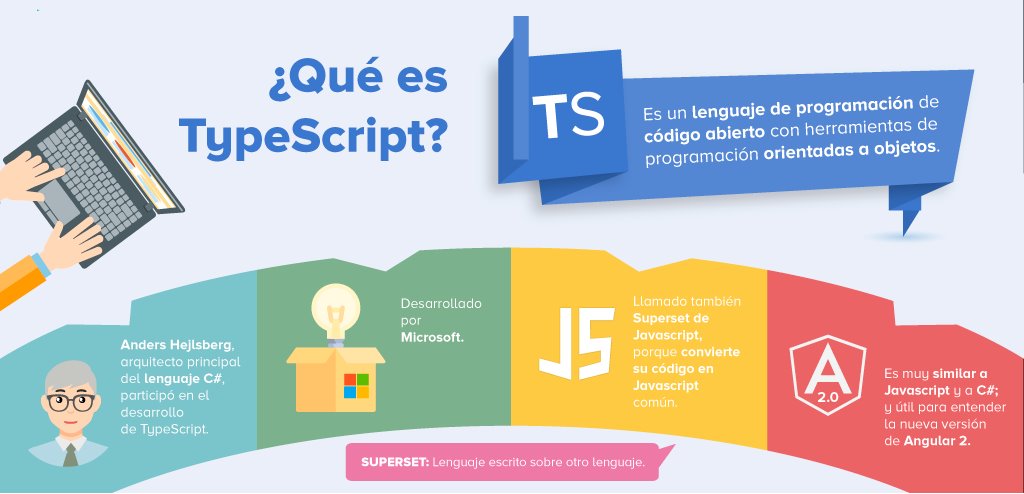 ¿Qué es
TypeScript?
TS
Es un lenguaje de programación de
código abierto con herramientas de
programación orientadas a objetos.
Anders Hejlsberg,
arquitecto principal
del lenguaje C#,
participó en el
desarrollo
de TypeScript.
Desarrollado
por
Microsoft.
JS
Llamado también
Superset de
Javascript,
porque convierte
su código en
Javascript
común.
A
2.0
Es muy similar a
Javascript y a C#;
y útil para entender
la nueva versión
de Angular 2.
SUPERSET: Lenguaje escrito sobre otro lenguaje.